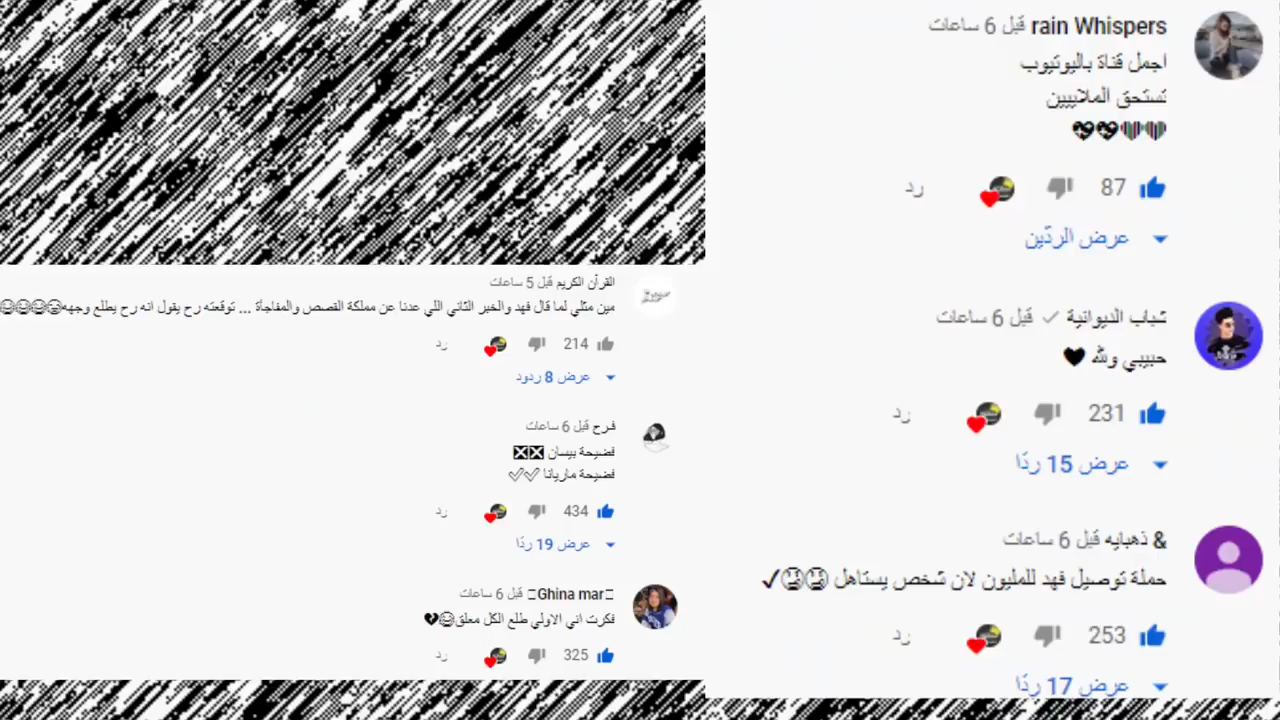 rain Whispers قبل 6 ساعات
اجمل قناة باليوتيوب
تستحق الملايييين
87
رد
عرض الردّين
شباب الديوانية ✓ قبل 6 ساعات
حبيبي ولله 🖤
231
رد
عرض 15 ردًا
& ذهبايه قبل 6 ساعات
حملة توصيل فهد للمليون لان شخص يستاهل
253
رد
عرض 17 ردًا
القرأن الكريم قبل 5 ساعات
مين مثلي لما قال فهد والخبر الثاني اللي عدنا عن مملكة القصص والمفاجأة ... توقعته رح يقول انه رح يطلع وجهه
214
رد
عرض 8 ردود
فرح قبل 6 ساعات
فضيحة بيسان
فضيحة ماريانا
434
رد
عرض 19 ردًا
Ghina mar قبل 6 ساعات
فكرت اني الاولي طلع الكل معلق
325
رد